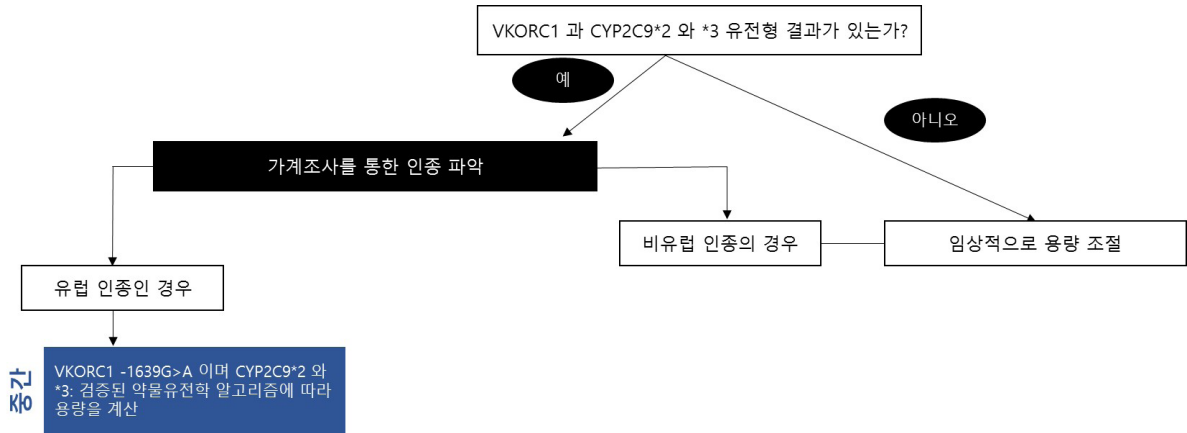 VKORC1 과 CYP2C9*2 와 *3 유전형 결과가 있는가?
예
아니오
가계조사를 통한 인종 파악
비유럽 인종의 경우
임상적으로 용량 조절
유럽 인종인 경우
중간
VKORC1 -1639G>A 이며 CYP2C9*2 와
*3: 검증된 약물유전학 알고리즘에 따라
용량을 계산